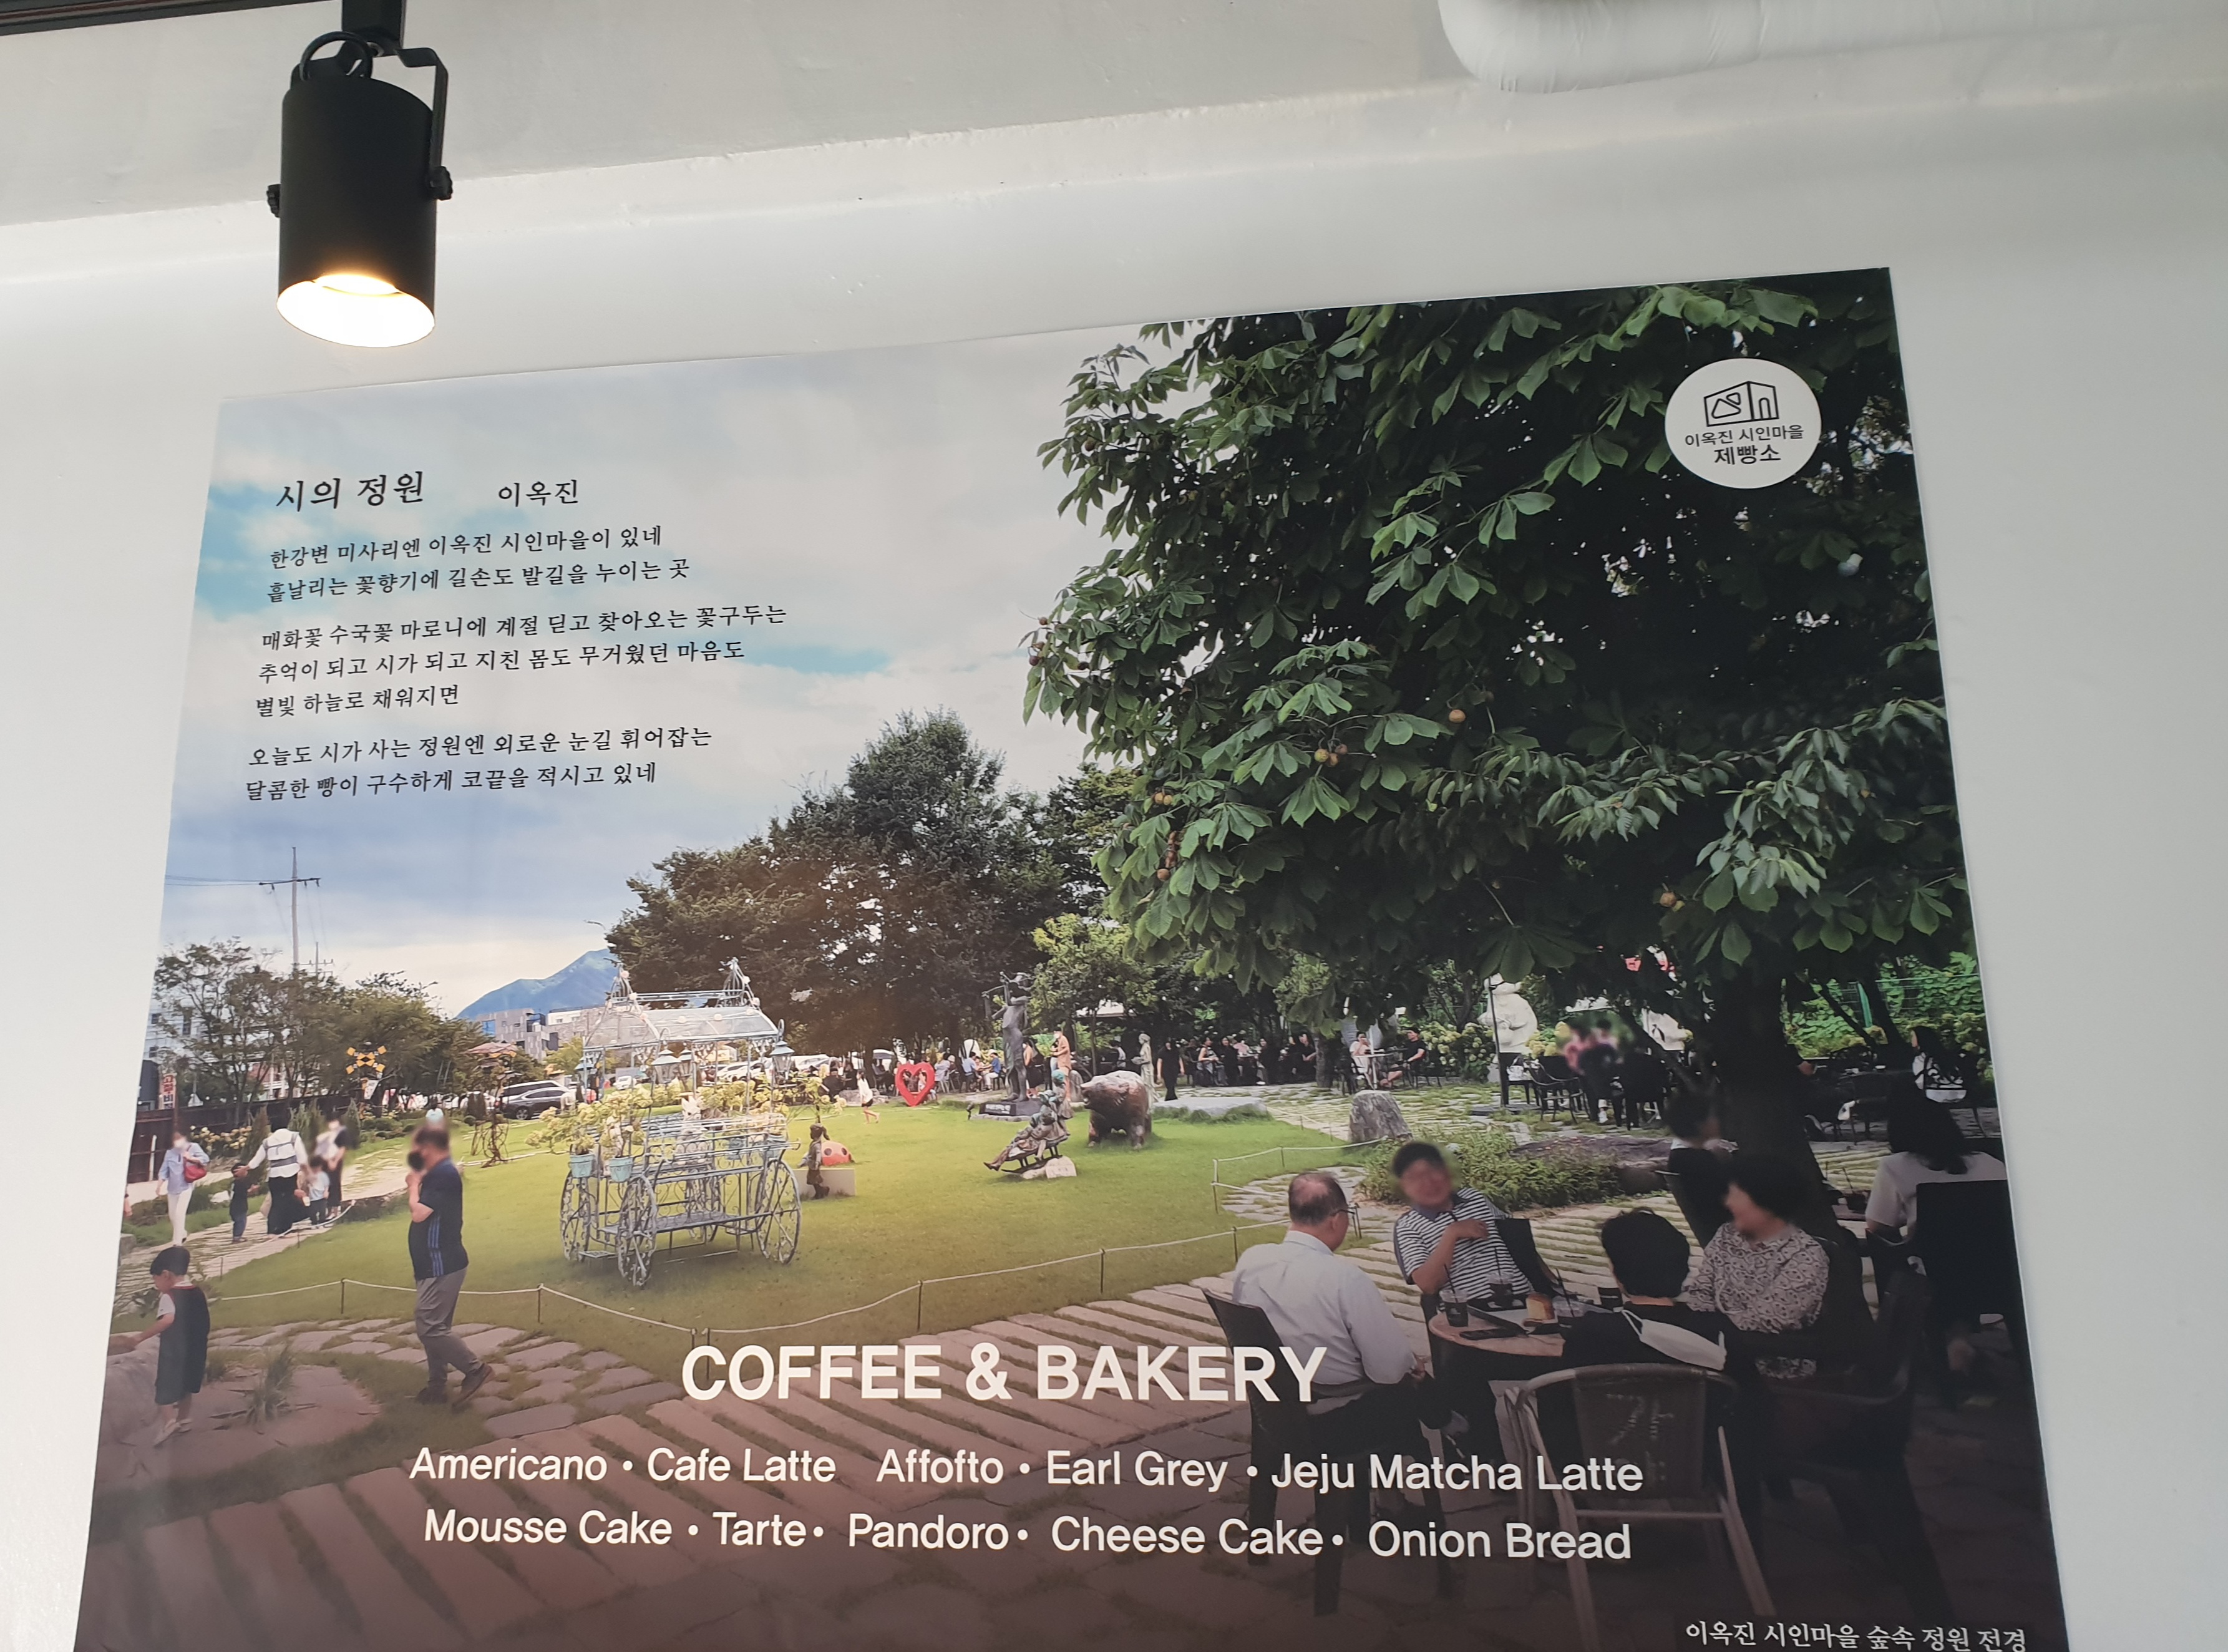 시의 정원 이옥진
한강변 미사리엔 이옥진 시인마을이 있네
흩날리는 꽃향기에 길손도 발길을 누이는 곳
매화꽃 수국꽃 마로니에 계절 딛고 찾아오는 꽃구두는
추억이 되고 시가 되고 지친 몸도 무거웠던 마음도
별빛 하늘로 채워지면
오늘도 시가 사는 정원엔 외로운 눈길 휘어잡는
달콤한 빵이 구수하게 코끝을 적시고 있네
이옥진 시인마을
제빵소
COFFEE & BAKERY
Americano • Cafe Latte Affofto • Earl Grey • Jeju Matcha Latte
Mousse Cake • Tarte • Pandoro • Cheese Cake • Onion Bread
이옥진 시인마을 숲속 정원 전경